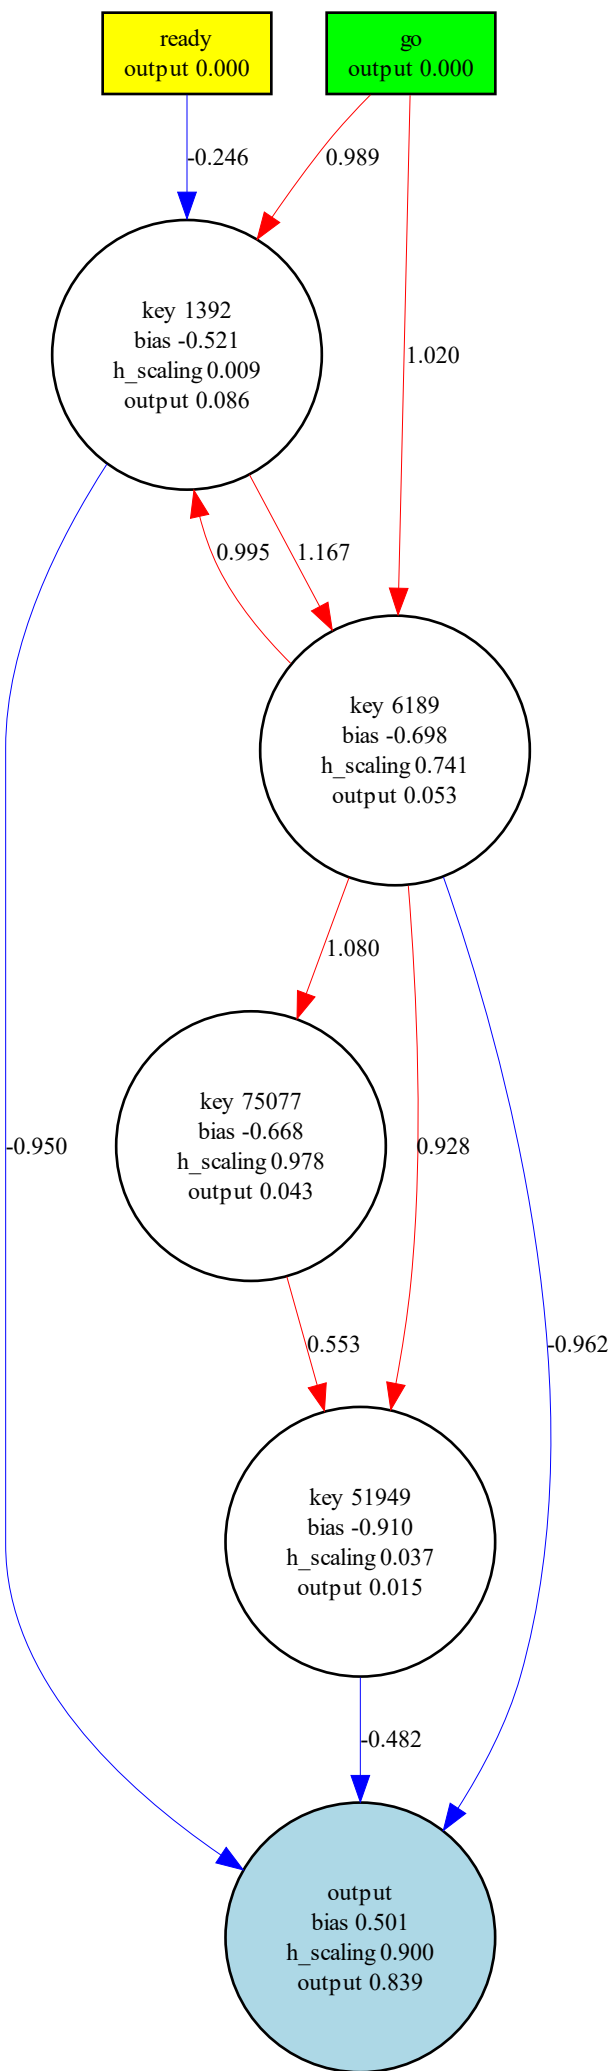 ready
output 0.000
go
output 0.000
-0.246
0.989
1.020
key 1392
bias -0.521
h_scaling 0.009
output 0.086
0.995
1.167
key 6189
bias -0.698
h_scaling 0.741
output 0.053
1.080
key 75077
bias -0.668
h_scaling 0.978
output 0.043
-0.950
0.928
0.553
-0.962
key 51949
bias -0.910
h_scaling 0.037
output 0.015
-0.482
output
bias 0.501
h_scaling 0.900
output 0.839